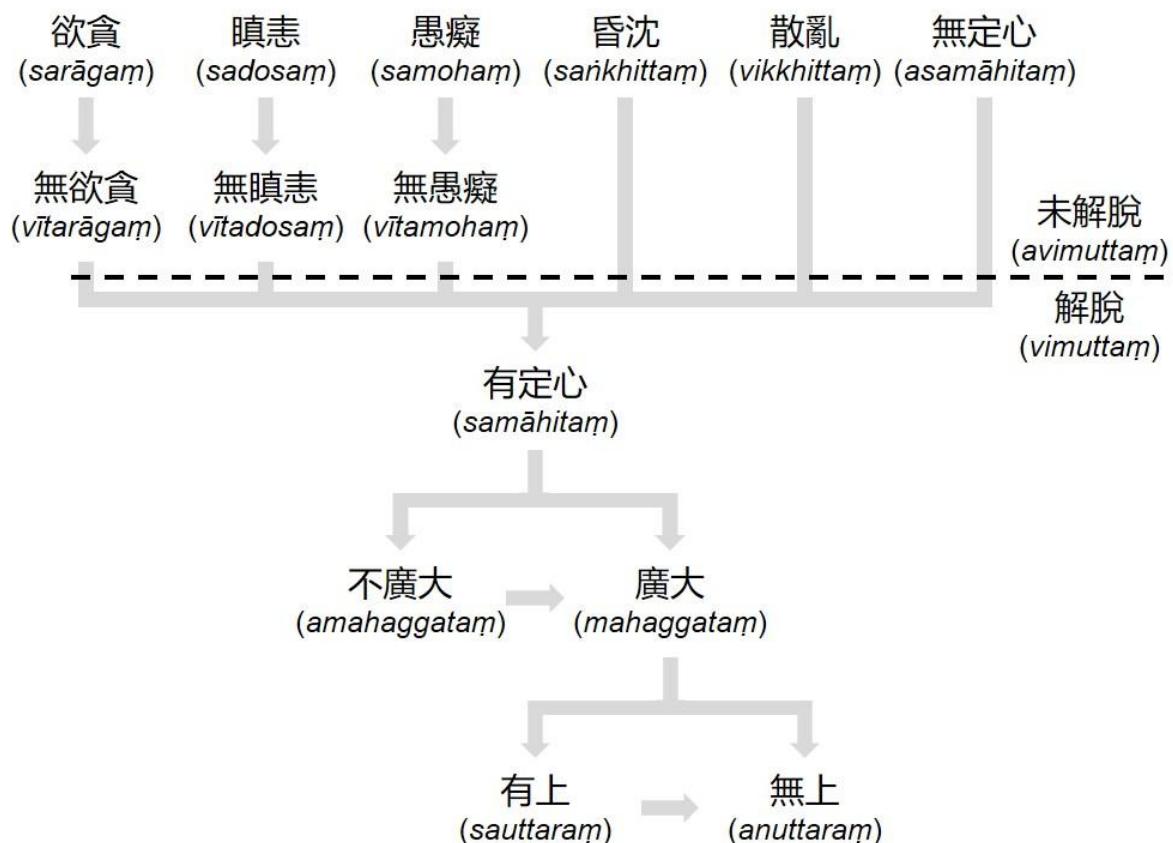 欲貪 瞋恚 愚癡 昏沈 散亂 無定心
(sarāgaṃ) (sadosaṃ) (samohaṃ) (saṅkhittaṃ) (vikkhittaṃ) (asamāhitaṃ)
無欲貪 無瞋恚 無愚癡
(vītarāgaṃ) (vītadosaṃ) (vītamohaṃ)
未解脫
(avimuttaṃ)
解脫
(vimuttaṃ)
有定心
(samāhitaṃ)
不廣大 廣大
(amahaggataṃ) (mahaggataṃ)
有上 無上
(sauttaraṃ) (anuttaraṃ)